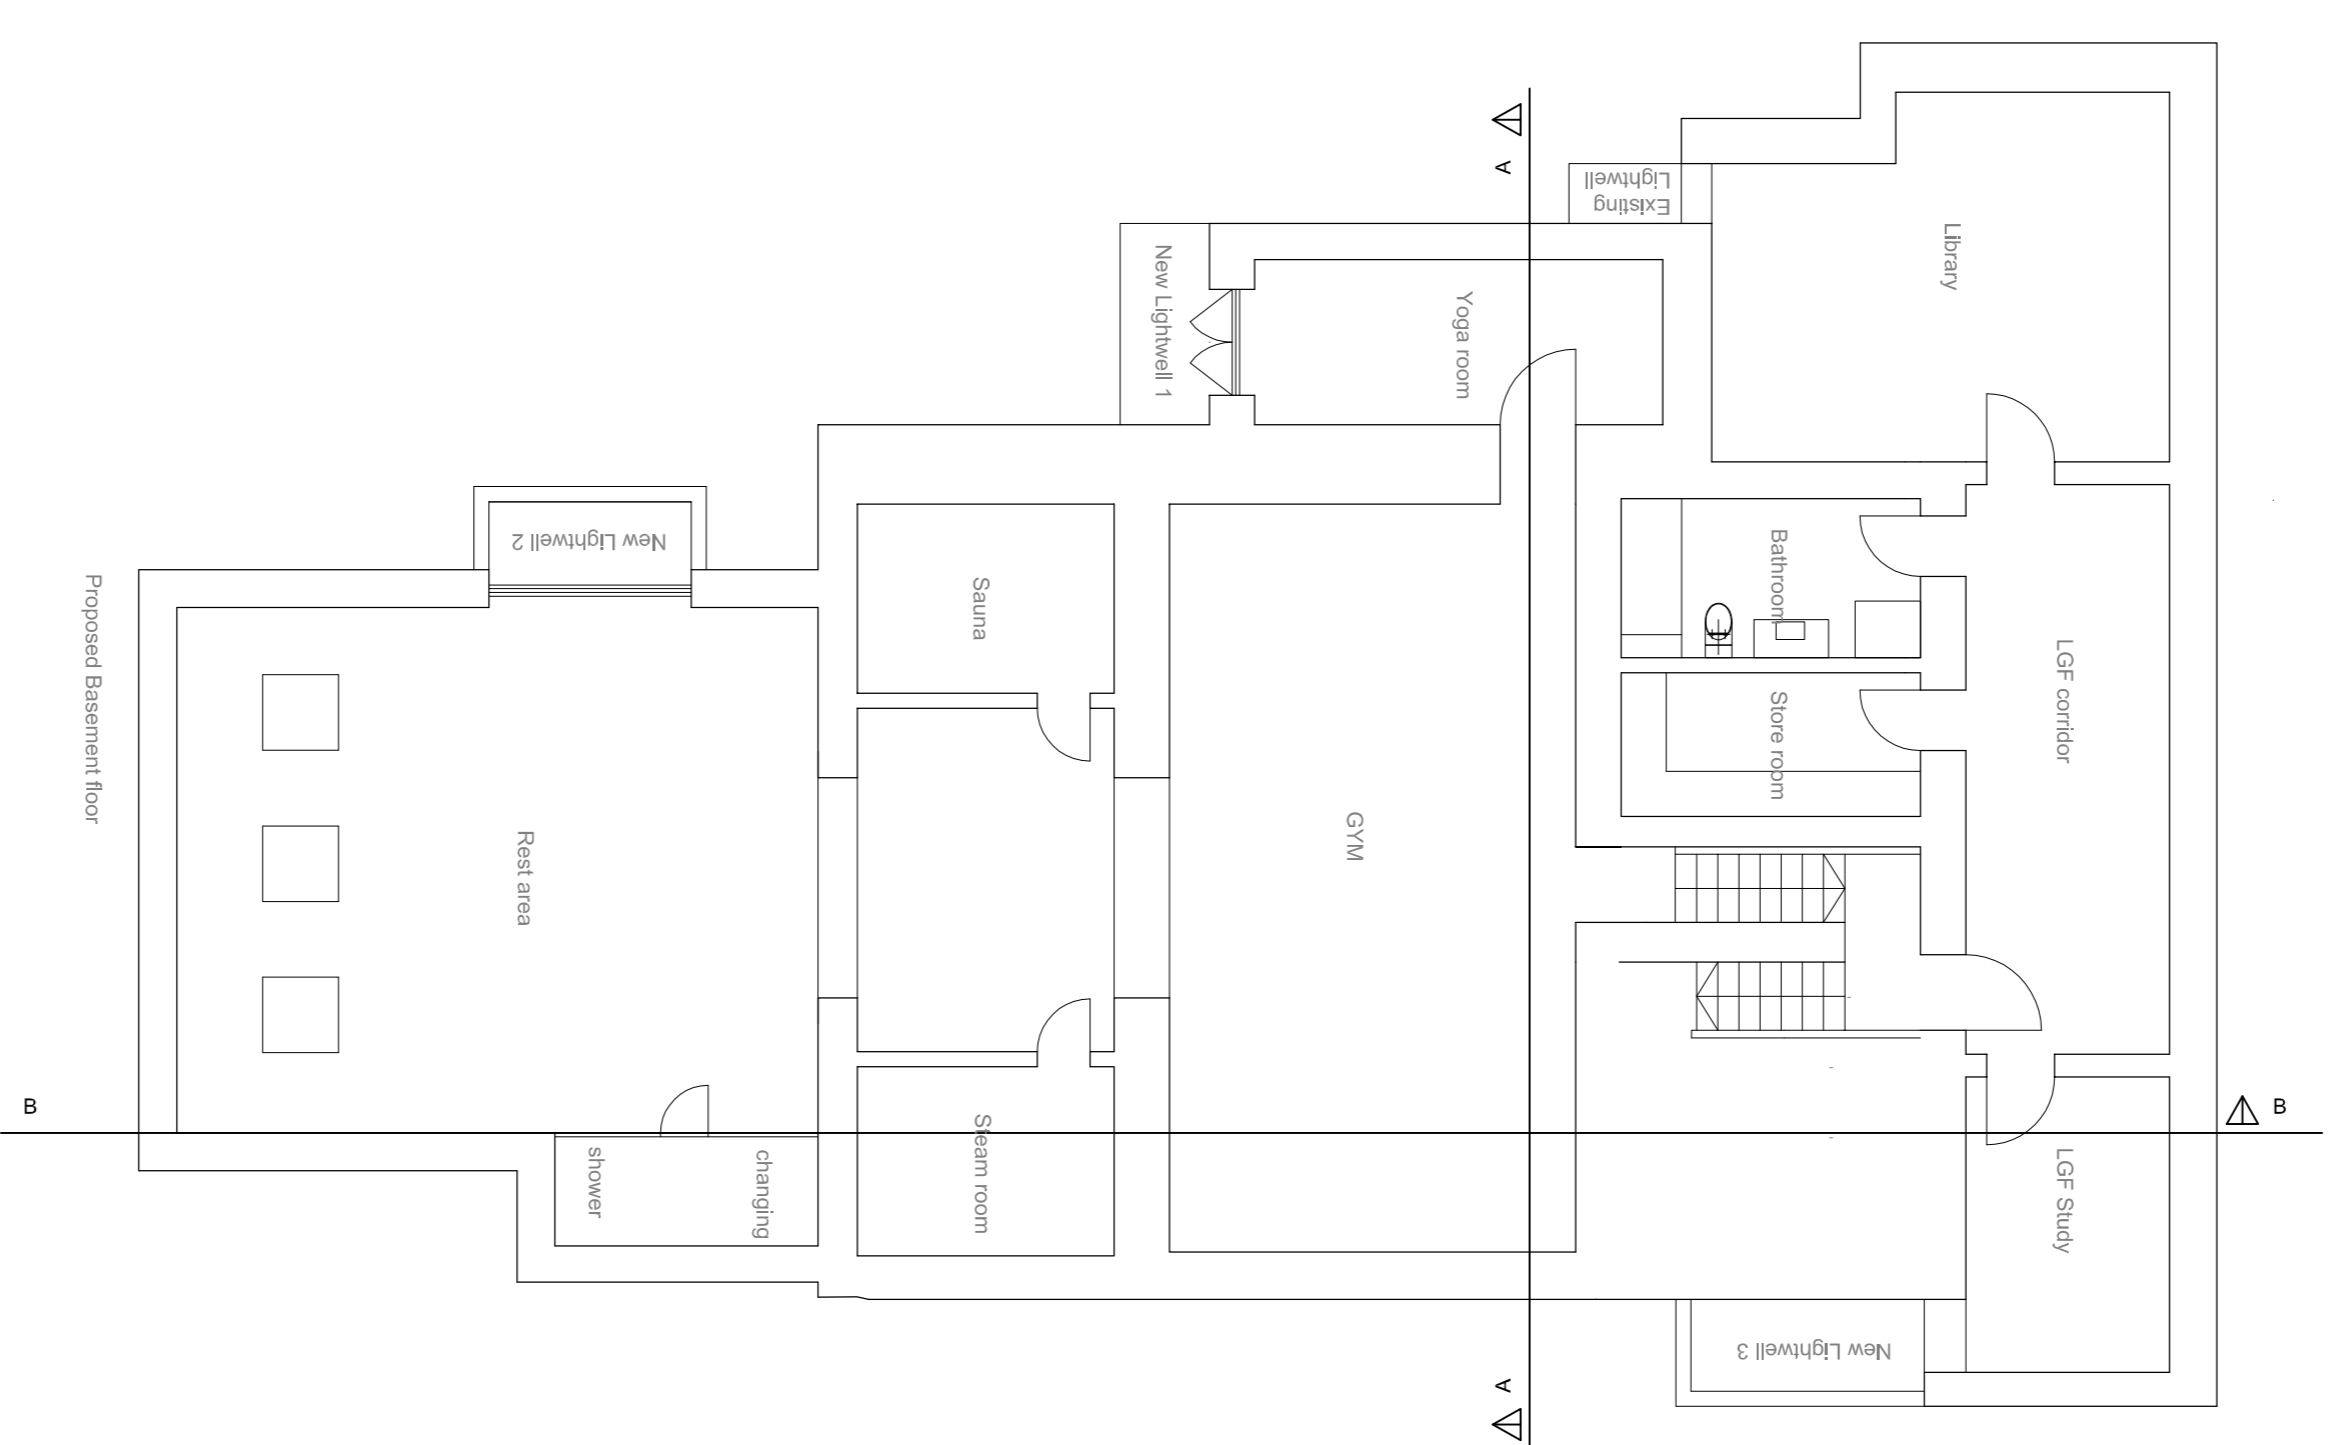 A
Existing
Lightwell
Library
New Lightwell 1
Yoga room
New Lightwell 2
Sauna
Bathroom
LGF corridor
Store room
Proposed Basement floor
Rest area
GYM
B
B
shower
changing
Steam room
LGF Study
New Lightwell 3
A